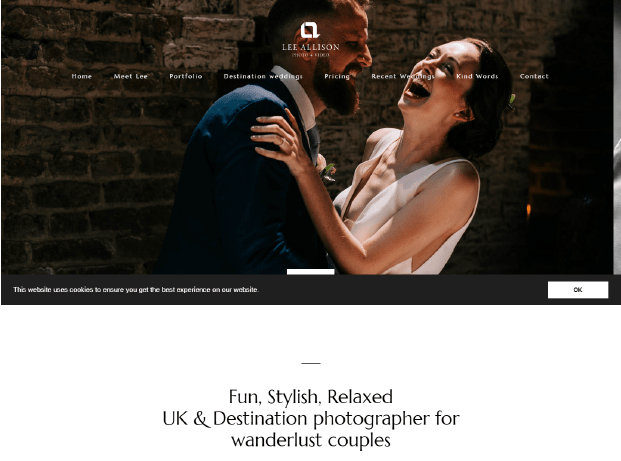 LEE ALLISON
PHOTO + VIDEO
Home Meet Lee Portfolio Destination weddings Pricing Recent Weddings Kind Words Contact
This website uses cookies to ensure you get the best experience on our website. OK
Fun, Stylish, Relaxed
UK & Destination photographer for
wanderlust couples